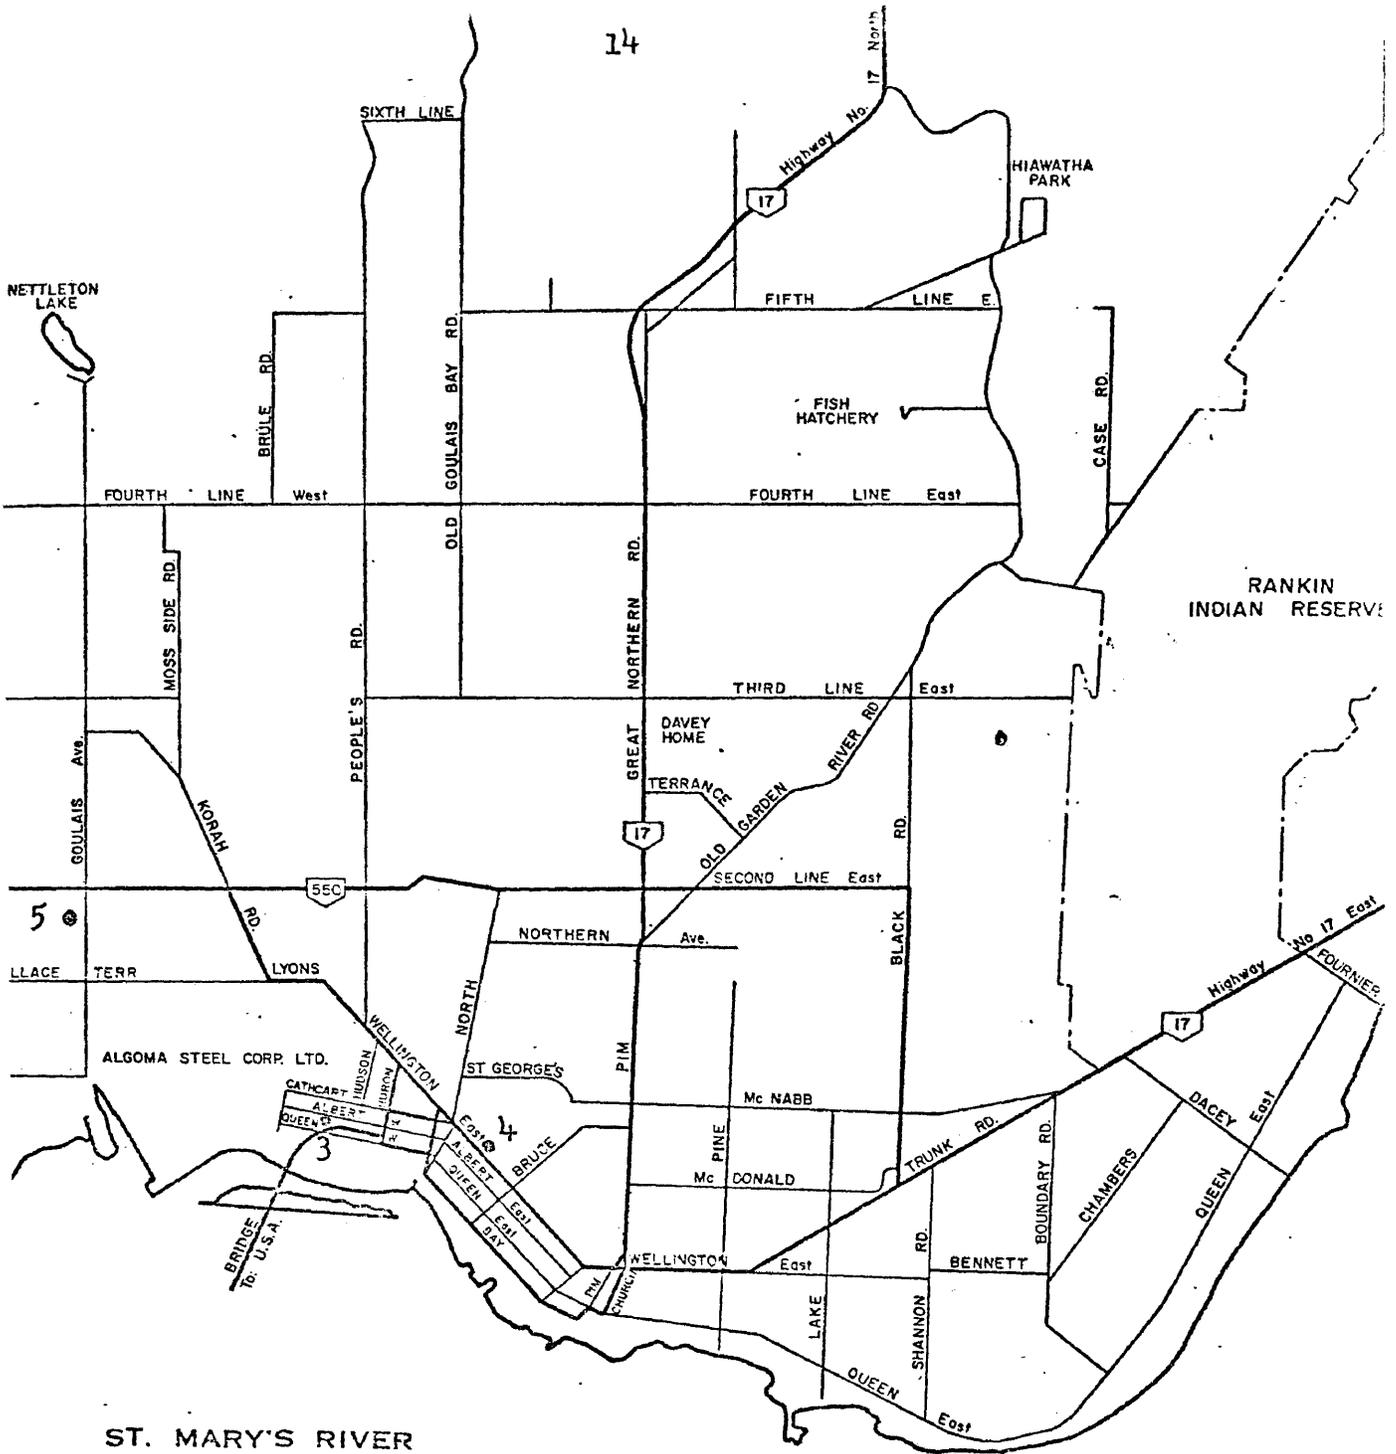 14
17 North
Highway No.
SIXTH LINE
HIAWATHA
PARK
17
NETTLETON
LAKE
FIFTH LINE E.
BRULE RD.
OLD GOULAIS BAY RD.
CASE RD.
FISH
HATCHERY
FOURTH LINE West
FOURTH LINE East
MOSS SIDE RD.
PEOPLE'S RD.
GREAT NORTHERN RD.
RANKIN
INDIAN RESERVE
THIRD LINE East
DAVEY
HOME
GOULAIS Ave.
TERRANCE
OLD GARDEN RIVER RD
KORAH RD.
17
BLACK RD.
550
SECOND LINE East
5
NORTHERN Ave.
Highway No 17 East
FOURNIER
LLACE TERR
LYONS
NORTH
17
WELLINGTON East
ALGOMA STEEL CORP. LTD.
HUDSON
HURON
PIM
ST GEORGE'S
CATHCART
ALBERT
QUEEN
Mc NABB
DACEY
QUEEN East
4
3
BRUCE
PINE
TRUNK RD.
BOUNDARY RD.
CHAMBERS
ALBERT East
QUEEN East
BAY
Mc DONALD
BRIDGE
To: U.S.A.
WELLINGTON East
BENNETT
PIM
CHURCH
LAKE
SHANNON RD.
QUEEN East
ST. MARY'S RIVER